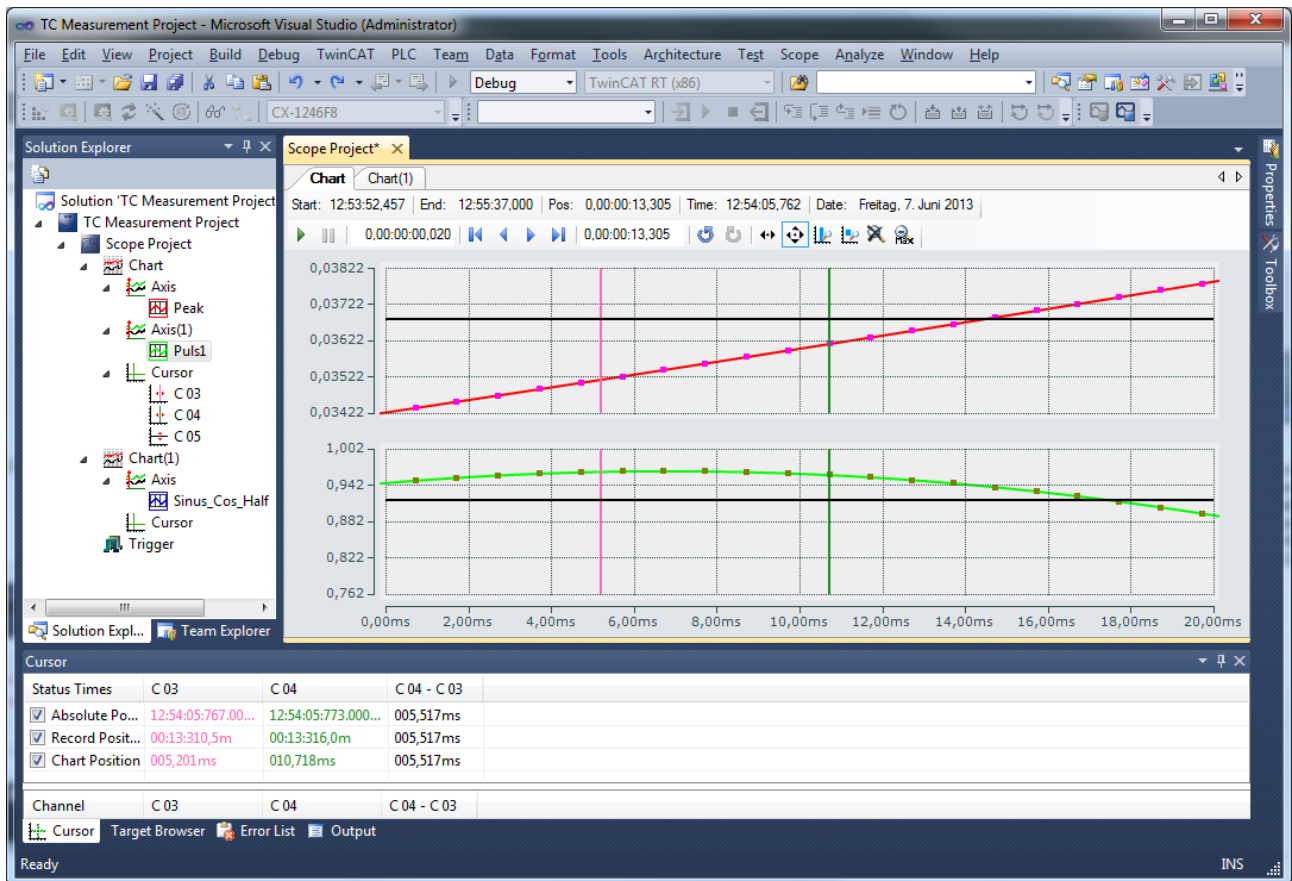 TC Measurement Project - Microsoft Visual Studio (Administrator)
File Edit View Project Build Debug TwinCAT PLC Team Data Format Tools Architecture Test Scope Analyze Window Help
Debug TwinCAT RT (x86)
CX-1246F8
Solution Explorer
Solution 'TC Measurement Project
TC Measurement Project
Scope Project
Chart
Axis
Peak
Axis(1)
Puls1
Cursor
C 03
C 04
C 05
Chart(1)
Axis
Sinus_Cos_Half
Cursor
Trigger
Solution Expl... Team Explorer
Scope Project*
Chart Chart(1)
Start: 12:53:52,457 End: 12:55:37,000 Pos: 0,00:00:13,305 Time: 12:54:05,762 Date: Freitag, 7. Juni 2013
0,00:00:00,020 0,00:00:13,305 Max
0,03822
0,03722
0,03622
0,03522
0,03422
1,002
0,942
0,882
0,822
0,762
0,00ms 2,00ms 4,00ms 6,00ms 8,00ms 10,00ms 12,00ms 14,00ms 16,00ms 18,00ms 20,00ms
Properties
Toolbox
Cursor
Status Times C 03 C 04 C 04 - C 03
Absolute Po... 12:54:05:767.00... 12:54:05:773.000... 005,517ms
Record Posit... 00:13:310,5m 00:13:316,0m 005,517ms
Chart Position 005,201ms 010,718ms 005,517ms
Channel C 03 C 04 C 04 - C 03
Cursor Target Browser Error List Output
Ready INS